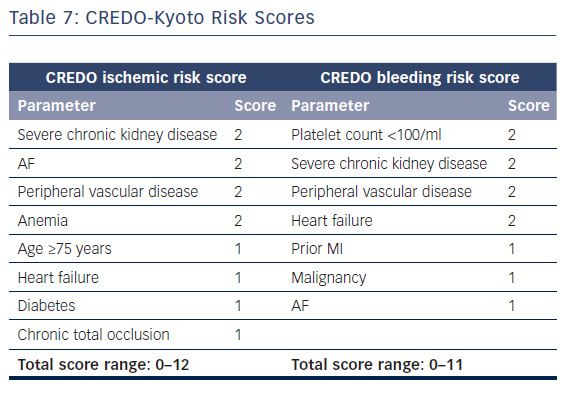 Table 7: CREDO-Kyoto Risk Scores
CREDO ischemic risk score CREDO bleeding risk score
Parameter Score Parameter Score
Severe chronic kidney disease 2 Platelet count <100/ml 2
AF 2 Severe chronic kidney disease 2
Peripheral vascular disease 2 Peripheral vascular disease 2
Anemia 2 Heart failure 2
Age ≥75 years 1 Prior MI 1
Heart failure 1 Malignancy 1
Diabetes 1 AF 1
Chronic total occlusion 1
Total score range: 0–12 Total score range: 0–11